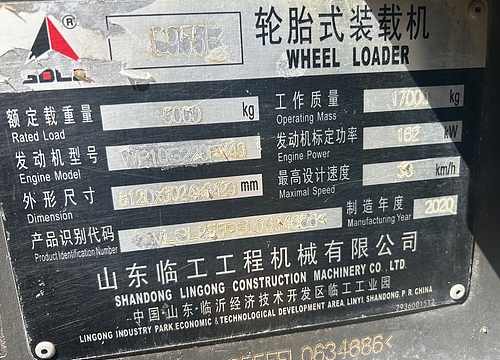 ®
SDLG
轮胎式装载机
WHEEL LOADER
额定载重量 5000 kg
Rated Load
工作质量 kg
Operating Mass
发动机型号
Engine Model
发动机标定功率 162 kW
Engine Power
外形尺寸 mm
Dimension
最高设计速度 km/h
Maximal Speed
产品识别代码
Product Identification Number
制造年度 2020
Manufacturing Year
山东临工工程机械有限公司
SHANDONG LINGONG CONSTRUCTION MACHINERY CO., LTD.
中国·山东·临沂经济技术开发区临工工业园
LINGONG INDUSTRY PARK ECONOMIC & TECHNOLOGICAL DEVELOPMENT AREA, LINYI, SHANDONG, P. R. CHINA
2936001512